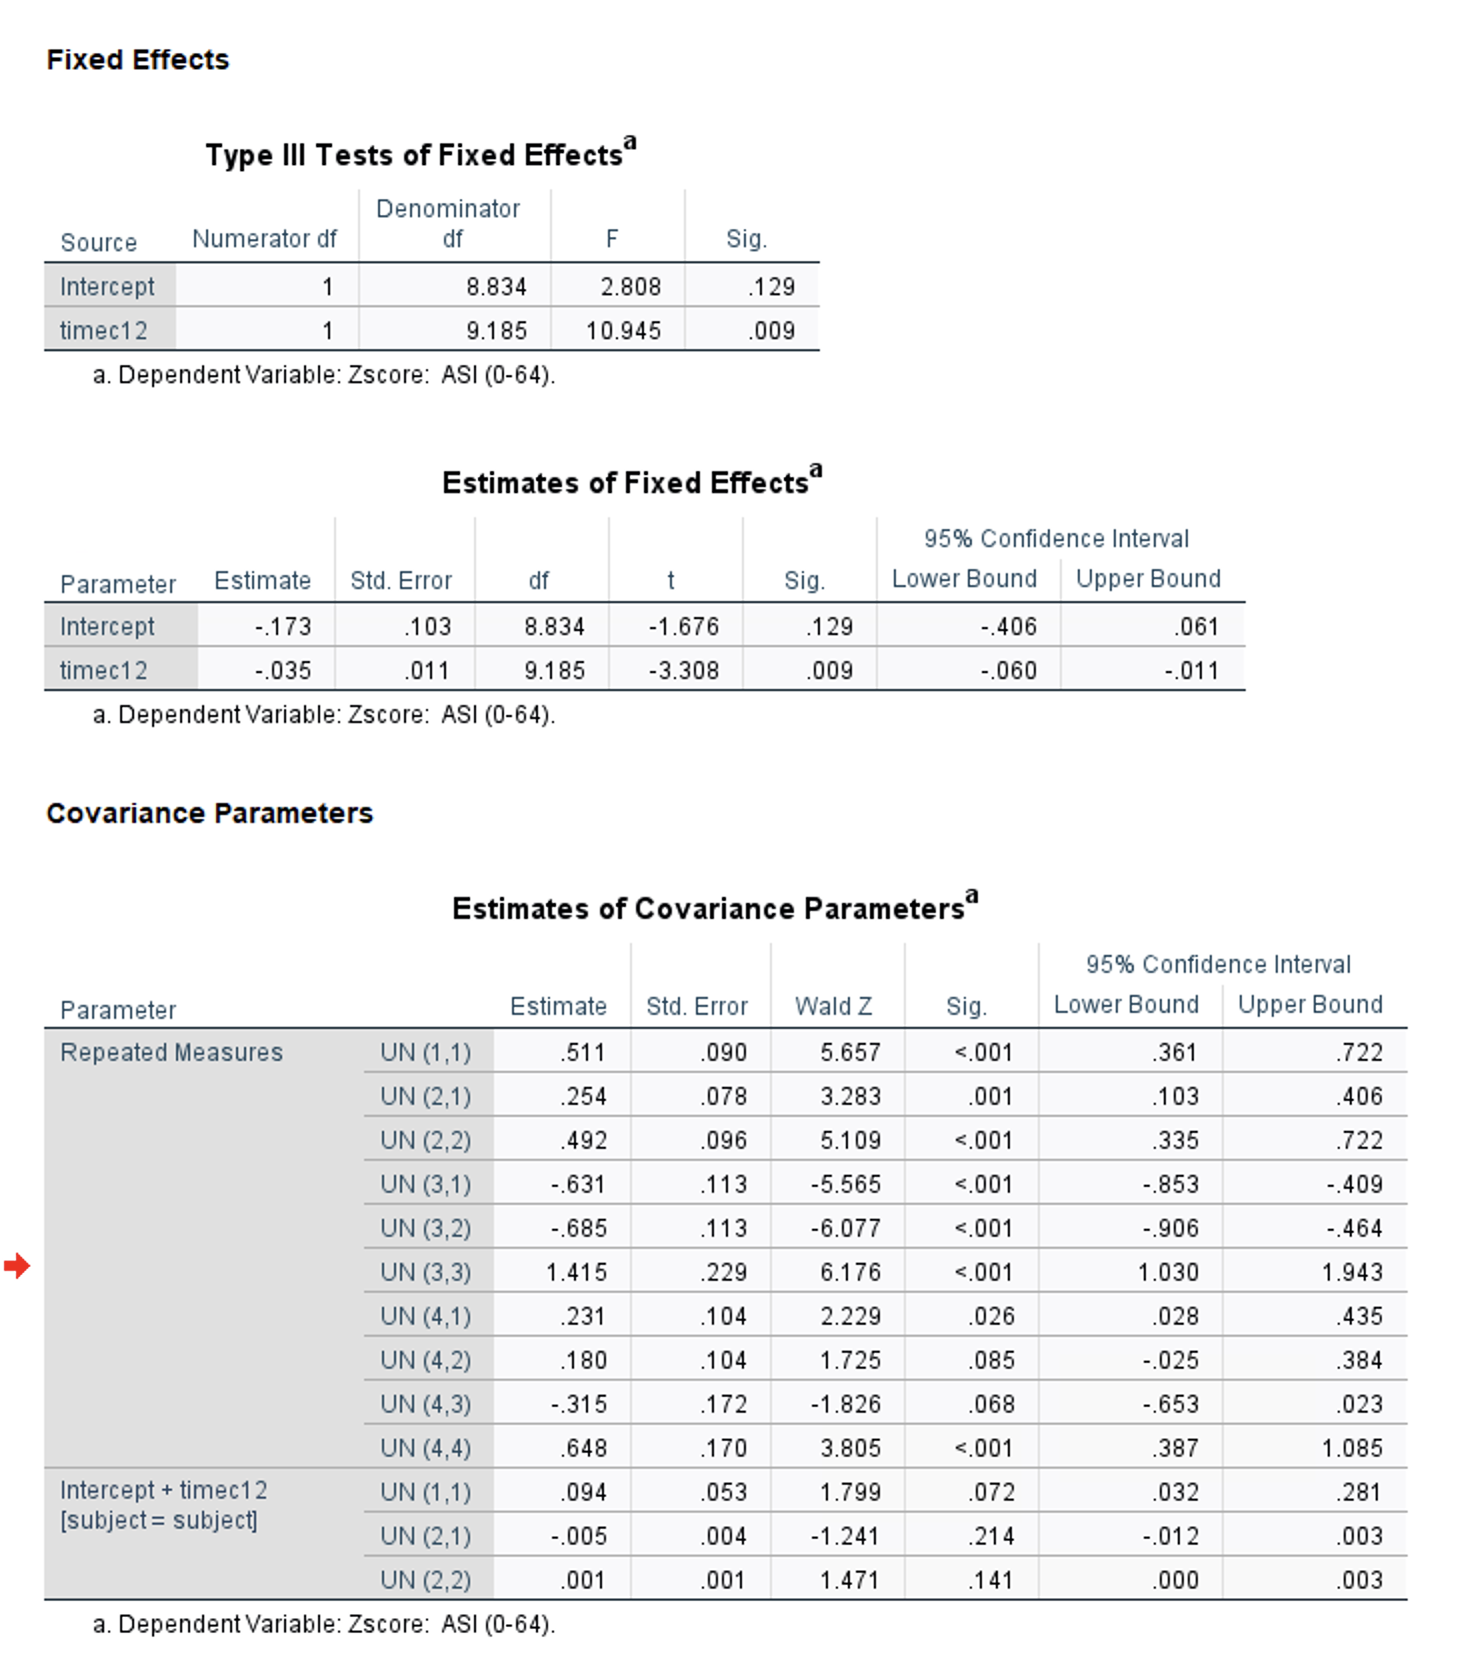 Fixed Effects
Type III Tests of Fixed Effectsa
Source Numerator df Denominator df F Sig.
Intercept 1 8.834 2.808 .129
timec12 1 9.185 10.945 .009
a. Dependent Variable: Zscore: ASI (0-64).
Estimates of Fixed Effectsa
95% Confidence Interval
Parameter Estimate Std. Error df t Sig. Lower Bound Upper Bound
Intercept -.173 .103 8.834 -1.676 .129 -.406 .061
timec12 -.035 .011 9.185 -3.308 .009 -.060 -.011
a. Dependent Variable: Zscore: ASI (0-64).
Covariance Parameters
Estimates of Covariance Parametersa
95% Confidence Interval
Parameter Estimate Std. Error Wald Z Sig. Lower Bound Upper Bound
Repeated Measures UN (1,1) .511 .090 5.657 <.001 .361 .722
UN (2,1) .254 .078 3.283 .001 .103 .406
UN (2,2) .492 .096 5.109 <.001 .335 .722
UN (3,1) -.631 .113 -5.565 <.001 -.853 -.409
UN (3,2) -.685 .113 -6.077 <.001 -.906 -.464
UN (3,3) 1.415 .229 6.176 <.001 1.030 1.943
UN (4,1) .231 .104 2.229 .026 .028 .435
UN (4,2) .180 .104 1.725 .085 -.025 .384
UN (4,3) -.315 .172 -1.826 .068 -.653 .023
UN (4,4) .648 .170 3.805 <.001 .387 1.085
Intercept + timec12 UN (1,1) .094 .053 1.799 .072 .032 .281
[subject = subject] UN (2,1) -.005 .004 -1.241 .214 -.012 .003
UN (2,2) .001 .001 1.471 .141 .000 .003
a. Dependent Variable: Zscore: ASI (0-64).